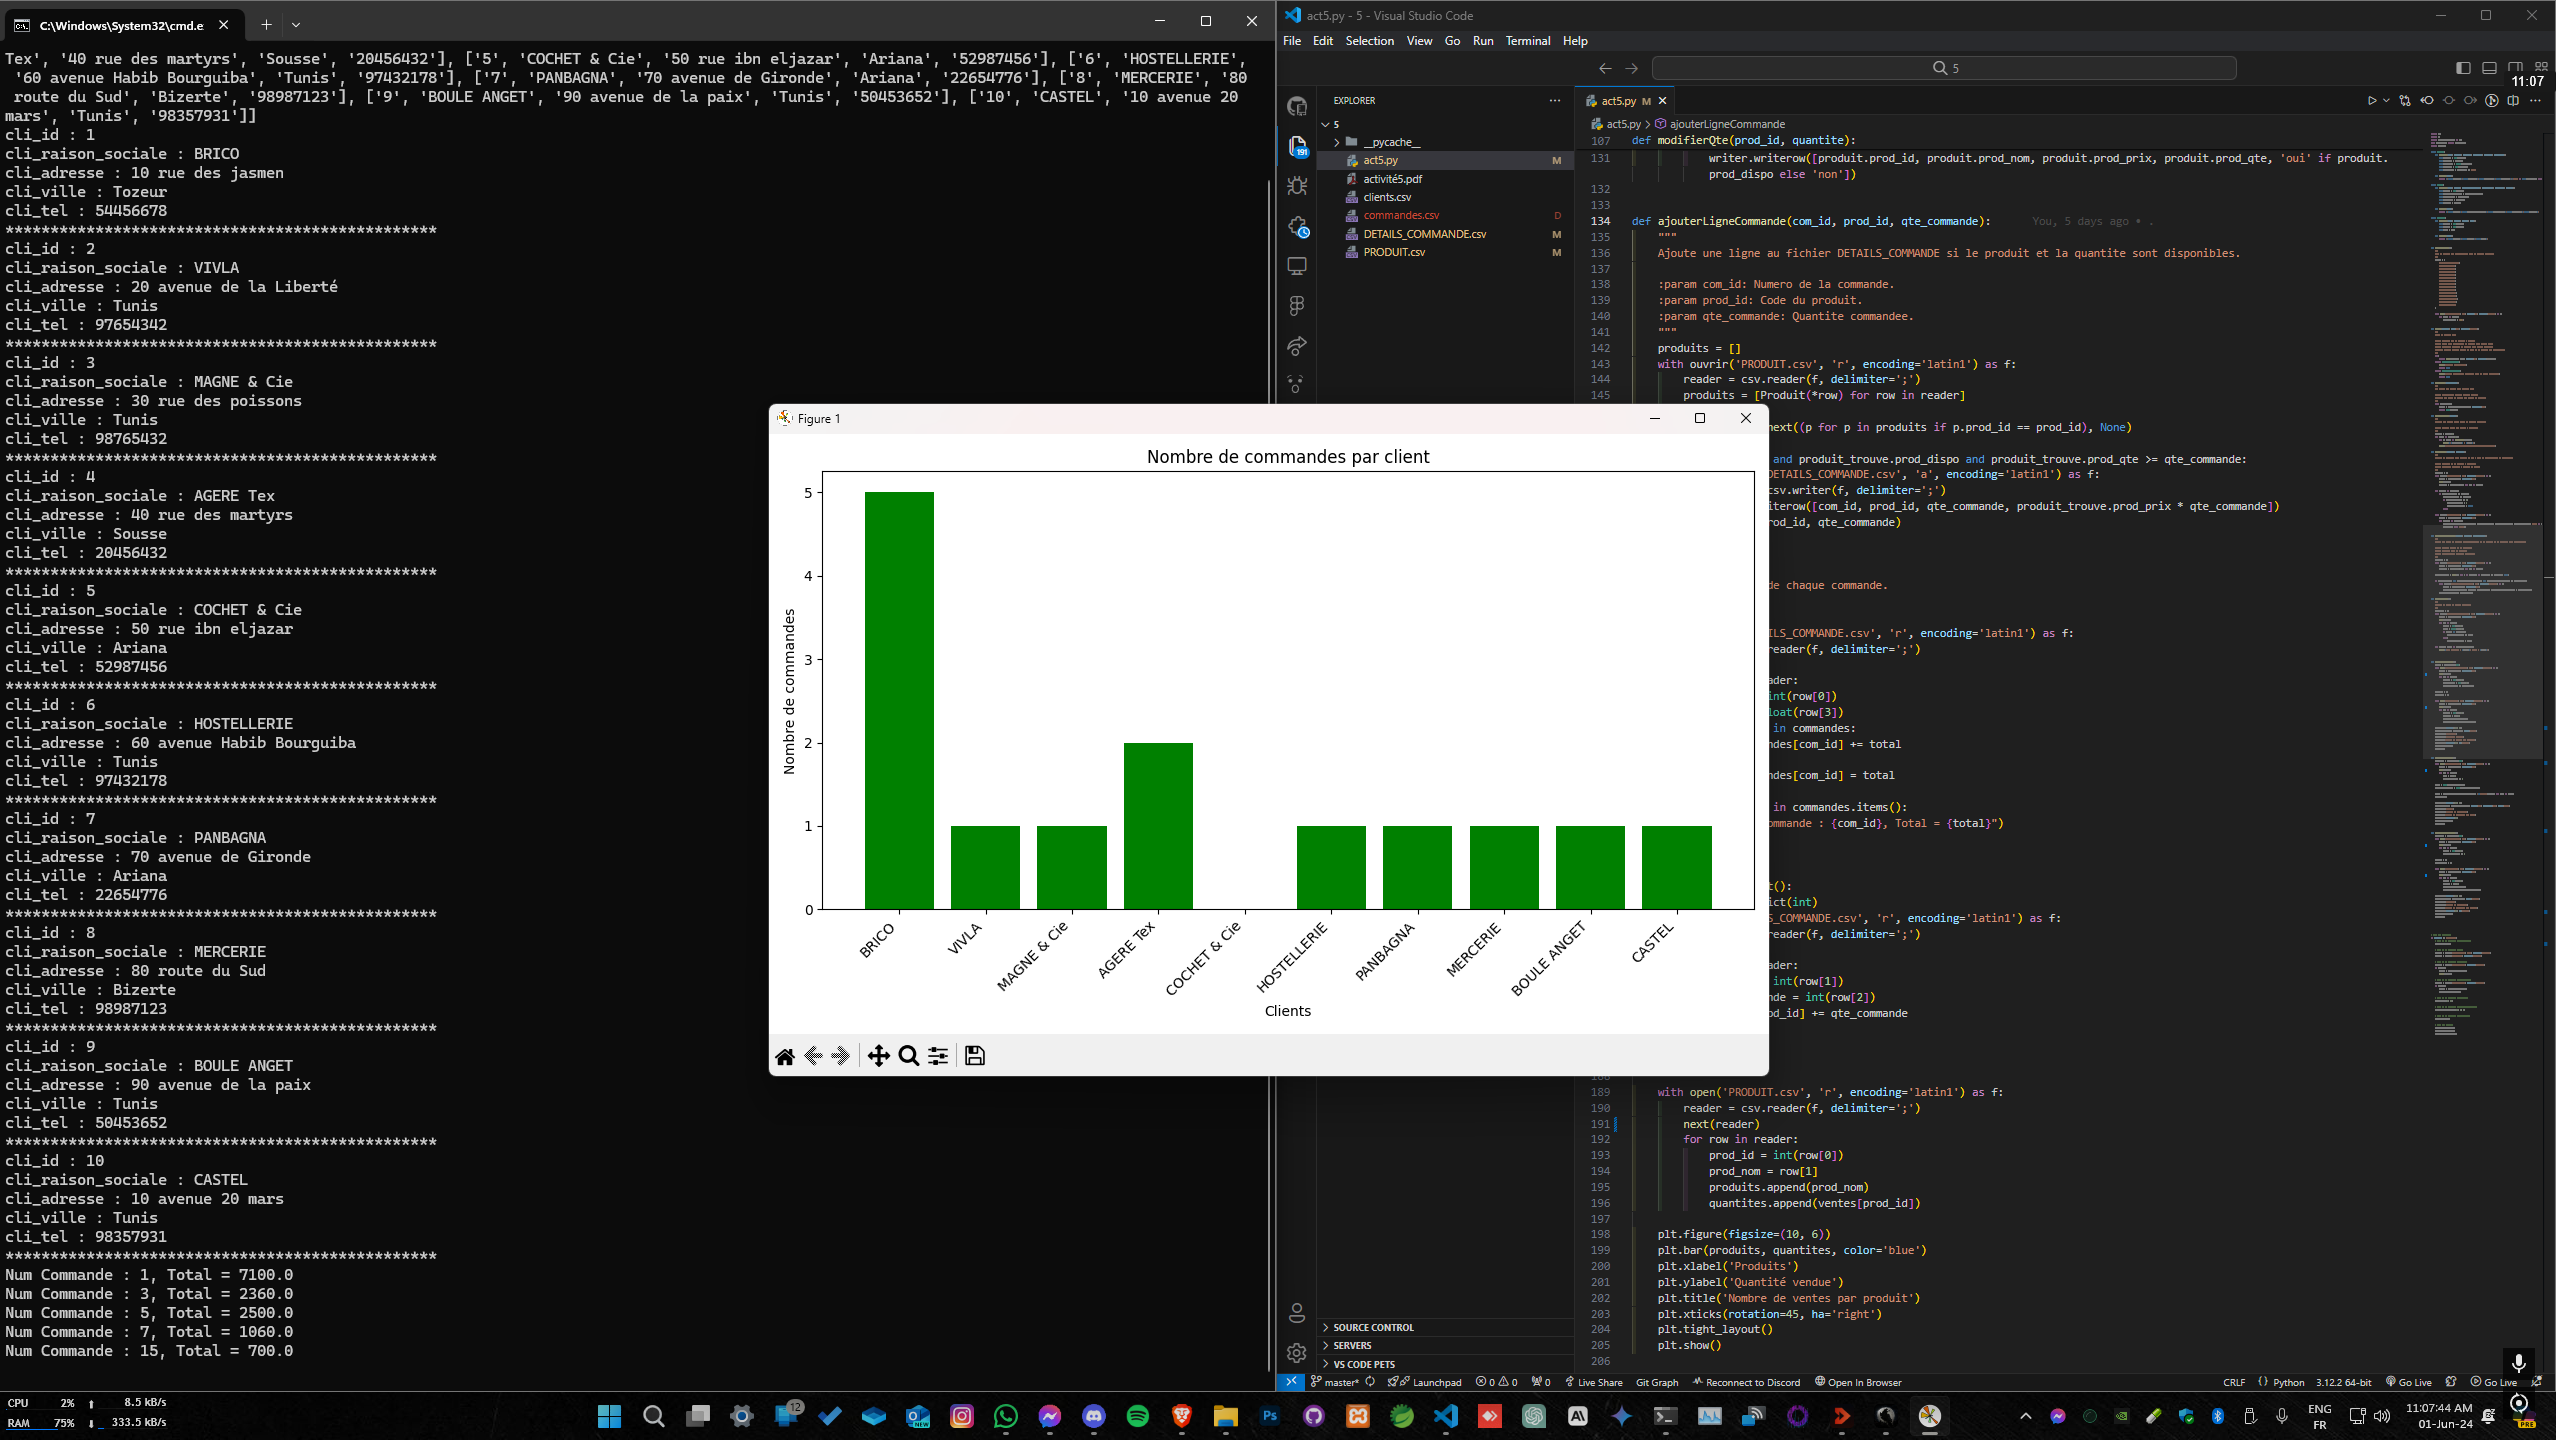 C:\Windows\System32\cmd.e
Tex', '40 rue des martyrs', 'Sousse', '20456432'], ['5', 'COCHET & Cie', '50 rue ibn eljazar', 'Ariana', '52987456'], ['6', 'HOSTELLERIE',
'60 avenue Habib Bourguiba', 'Tunis', '97432178'], ['7', 'PANBAGNA', '70 avenue de Gironde', 'Ariana', '22654776'], ['8', 'MERCERIE', '80
route du Sud', 'Bizerte', '98987123'], ['9', 'BOULE ANGET', '90 avenue de la paix', 'Tunis', '50453652'], ['10', 'CASTEL', '10 avenue 20
mars', 'Tunis', '98357931']]
cli_id : 1
cli_raison_sociale : BRICO
cli_adresse : 10 rue des jasmen
cli_ville : Tozeur
cli_tel : 54456678
************************************************
cli_id : 2
cli_raison_sociale : VIVLA
cli_adresse : 20 avenue de la Liberté
cli_ville : Tunis
cli_tel : 97654342
************************************************
cli_id : 3
cli_raison_sociale : MAGNE & Cie
cli_adresse : 30 rue des poissons
cli_ville : Tunis
cli_tel : 98765432
************************************************
cli_id : 4
cli_raison_sociale : AGERE Tex
cli_adresse : 40 rue des martyrs
cli_ville : Sousse
cli_tel : 20456432
************************************************
cli_id : 5
cli_raison_sociale : COCHET & Cie
cli_adresse : 50 rue ibn eljazar
cli_ville : Ariana
cli_tel : 52987456
************************************************
cli_id : 6
cli_raison_sociale : HOSTELLERIE
cli_adresse : 60 avenue Habib Bourguiba
cli_ville : Tunis
cli_tel : 97432178
************************************************
cli_id : 7
cli_raison_sociale : PANBAGNA
cli_adresse : 70 avenue de Gironde
cli_ville : Ariana
cli_tel : 22654776
************************************************
cli_id : 8
cli_raison_sociale : MERCERIE
cli_adresse : 80 route du Sud
cli_ville : Bizerte
cli_tel : 98987123
************************************************
cli_id : 9
cli_raison_sociale : BOULE ANGET
cli_adresse : 90 avenue de la paix
cli_ville : Tunis
cli_tel : 50453652
************************************************
cli_id : 10
cli_raison_sociale : CASTEL
cli_adresse : 10 avenue 20 mars
cli_ville : Tunis
cli_tel : 98357931
************************************************
Num Commande : 1, Total = 7100.0
Num Commande : 3, Total = 2360.0
Num Commande : 5, Total = 2500.0
Num Commande : 7, Total = 1060.0
Num Commande : 15, Total = 700.0
act5.py - 5 - Visual Studio Code
File Edit Selection View Go Run Terminal Help
5
11:07
EXPLORER
5
__pycache__
act5.py M
activité5.pdf
clients.csv
commandes.csv D
DETAILS_COMMANDE.csv M
PRODUIT.csv M
191
SOURCE CONTROL
SERVERS
VS CODE PETS
act5.py M
act5.py > ajouterLigneCommande
107 def modifierQte(prod_id, quantite):
131 writer.writerow([produit.prod_id, produit.prod_nom, produit.prod_prix, produit.prod_qte, 'oui' if produit.
prod_dispo else 'non'])
132
133
134 def ajouterLigneCommande(com_id, prod_id, qte_commande): You, 5 days ago • .
135 """
136 Ajoute une ligne au fichier DETAILS_COMMANDE si le produit et la quantite sont disponibles.
137
138 :param com_id: Numero de la commande.
139 :param prod_id: Code du produit.
140 :param qte_commande: Quantite commandee.
141 """
142 produits = []
143 with ouvrir('PRODUIT.csv', 'r', encoding='latin1') as f:
144 reader = csv.reader(f, delimiter=';')
145 produits = [Produit(*row) for row in reader]
next((p for p in produits if p.prod_id == prod_id), None)
and produit_trouve.prod_dispo and produit_trouve.prod_qte >= qte_commande:
DETAILS_COMMANDE.csv', 'a', encoding='latin1') as f:
csv.writer(f, delimiter=';')
iterow([com_id, prod_id, qte_commande, produit_trouve.prod_prix * qte_commande])
rod_id, qte_commande)
de chaque commande.
ILS_COMMANDE.csv', 'r', encoding='latin1') as f:
reader(f, delimiter=';')
ader:
int(row[0])
loat(row[3])
in commandes:
ndes[com_id] += total
ndes[com_id] = total
in commandes.items():
ommande : {com_id}, Total = {total}")
t():
ict(int)
S_COMMANDE.csv', 'r', encoding='latin1') as f:
reader(f, delimiter=';')
ader:
int(row[1])
nde = int(row[2])
od_id] += qte_commande
189 with open('PRODUIT.csv', 'r', encoding='latin1') as f:
190 reader = csv.reader(f, delimiter=';')
191 next(reader)
192 for row in reader:
193 prod_id = int(row[0])
194 prod_nom = row[1]
195 produits.append(prod_nom)
196 quantites.append(ventes[prod_id])
197
198 plt.figure(figsize=(10, 6))
199 plt.bar(produits, quantites, color='blue')
200 plt.xlabel('Produits')
201 plt.ylabel('Quantité vendue')
202 plt.title('Nombre de ventes par produit')
203 plt.xticks(rotation=45, ha='right')
204 plt.tight_layout()
205 plt.show()
206
Figure 1
Nombre de commandes par client
Nombre de commandes
5
4
3
2
1
0
BRICO
VIVLA
MAGNE & Cie
AGERE Tex
COCHET & Cie
HOSTELLERIE
PANBAGNA
MERCERIE
BOULE ANGET
CASTEL
Clients
master* Launchpad 0 0 0 Live Share Git Graph Reconnect to Discord Open In Browser
CRLF Python 3.12.2 64-bit Go Live Go Live
CPU 2% 8.5 kB/s
RAM 75% 333.5 kB/s
12
NEW
Ps
AI
ENG
FR
11:07:44 AM
01-Jun-24
PRE